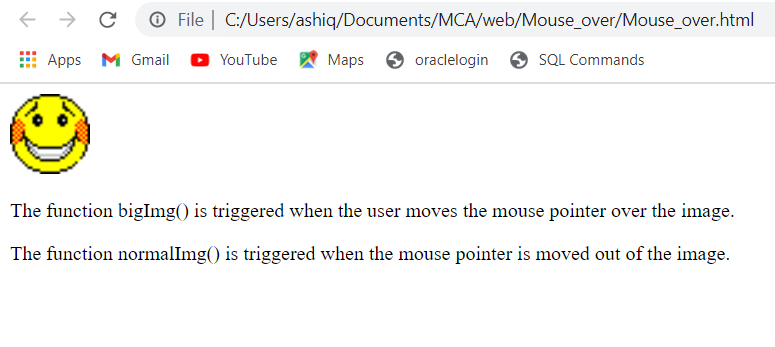 File | C:/Users/ashiq/Documents/MCA/web/Mouse_over/Mouse_over.html
Apps Gmail YouTube Maps oraclelogin SQL Commands
The function bigImg() is triggered when the user moves the mouse pointer over the image.
The function normalImg() is triggered when the mouse pointer is moved out of the image.